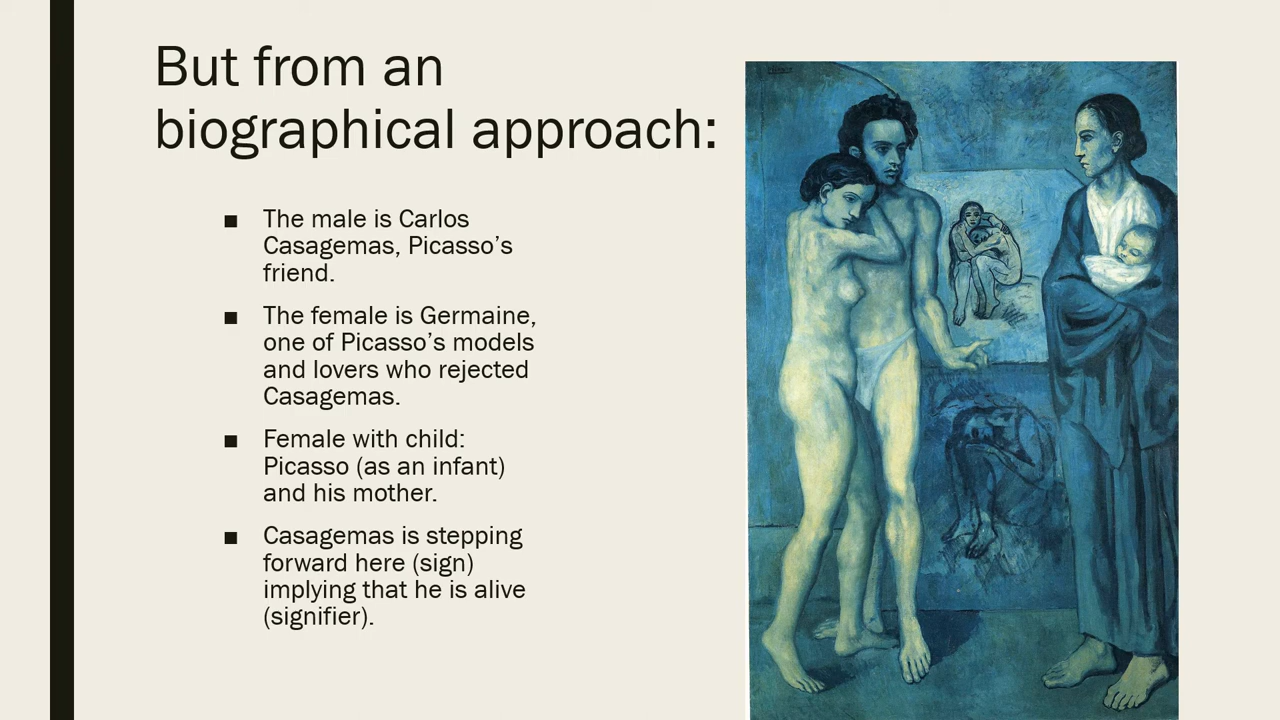 But from an
biographical approach:
■ The male is Carlos
Casagemas, Picasso’s
friend.
■ The female is Germaine,
one of Picasso’s models
and lovers who rejected
Casagemas.
■ Female with child:
Picasso (as an infant)
and his mother.
■ Casagemas is stepping
forward here (sign)
implying that he is alive
(signifier).